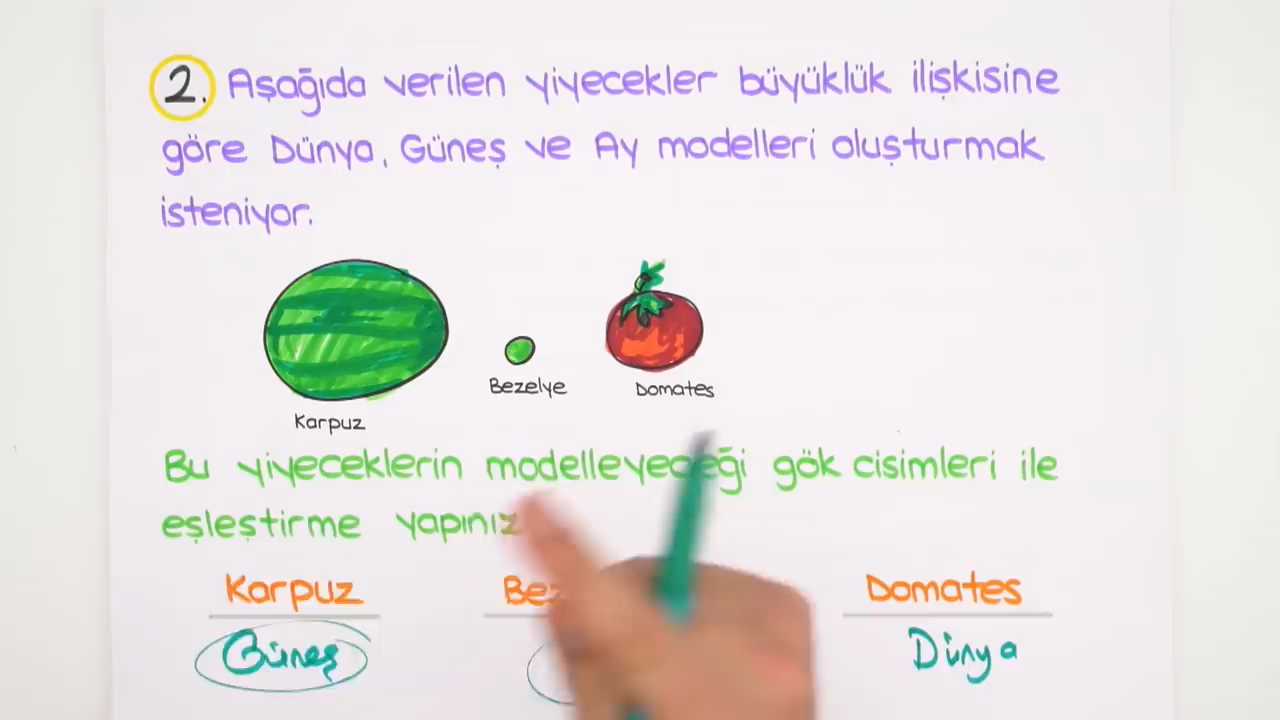 2. Aşağıda verilen yiyecekler büyüklük ilişkisine
göre Dünya, Güneş ve Ay modelleri oluşturmak
isteniyor.
Karpuz
Bezelye
Domates
Bu yiyeceklerin modelleyeceği gök cisimleri ile
eşleştirme yapınız
Karpuz Domates
Güneş Dünya